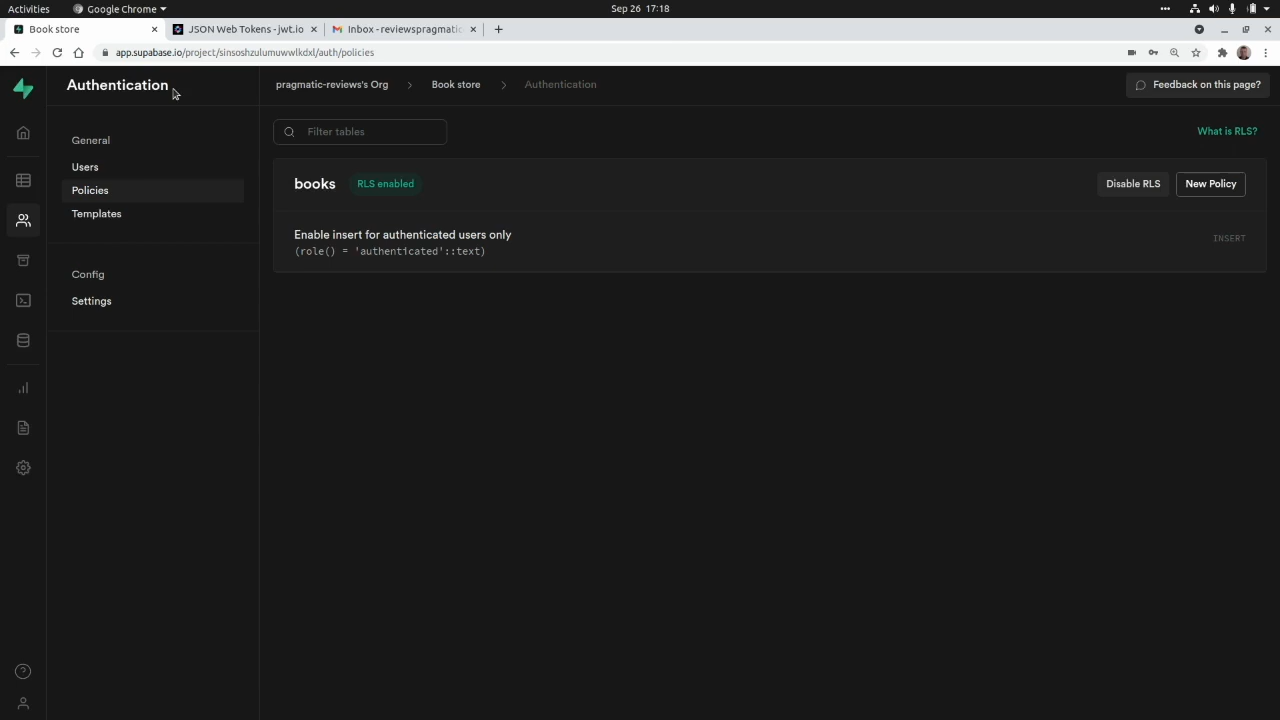 Activities
Google Chrome
Sep 26 17:18
Book store
JSON Web Tokens - jwt.io
Inbox - reviewspragmatic
app.supabase.io/project/sinsoshzulumuwwlkdxl/auth/policies
Authentication
pragmatic-reviews's Org
Book store
Authentication
Feedback on this page?
General
Users
Policies
Templates
Config
Settings
Filter tables
What is RLS?
books
RLS enabled
Disable RLS
New Policy
Enable insert for authenticated users only
(role() = 'authenticated'::text)
INSERT